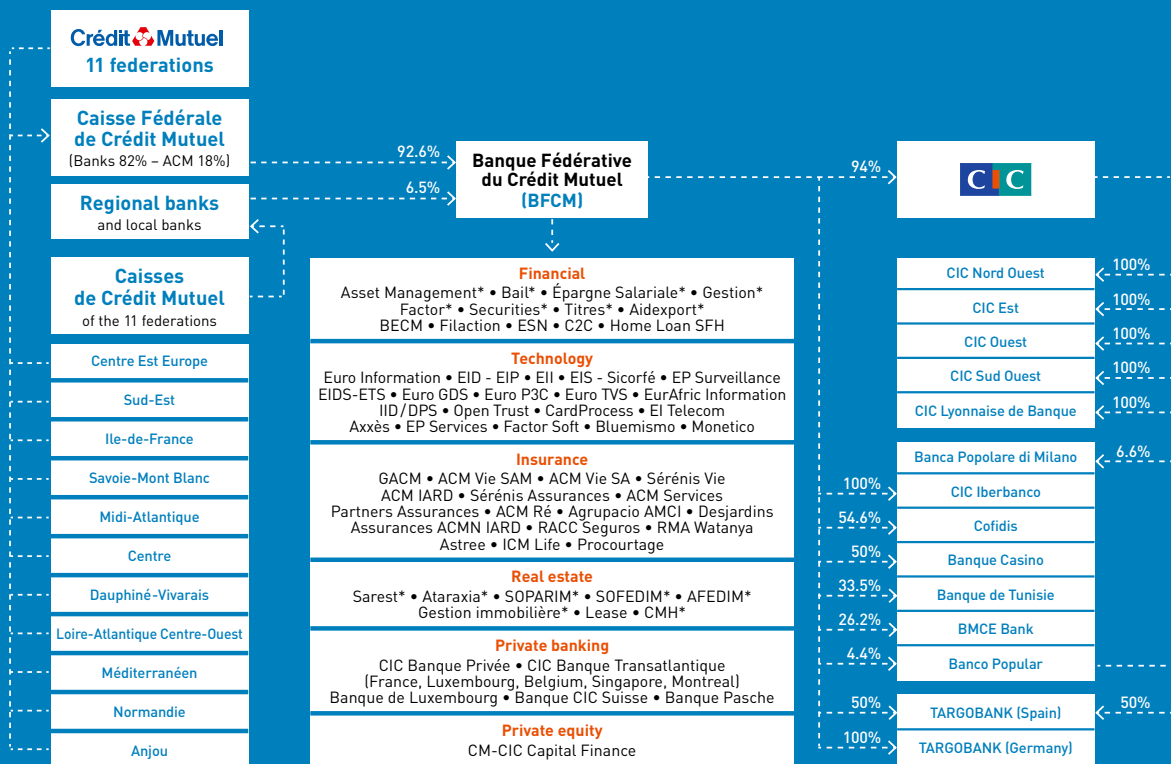 Crédit Mutuel
11 federations
Caisse Fédérale
de Crédit Mutuel
(Banks 82% – ACM 18%)
Regional banks
and local banks
Caisses
de Crédit Mutuel
of the 11 federations
Centre Est Europe
Sud-Est
Ile-de-France
Savoie-Mont Blanc
Midi-Atlantique
Centre
Dauphiné-Vivarais
Loire-Atlantique Centre-Ouest
Méditerranéen
Normandie
Anjou
92.6%
6.5%
Banque Fédérative
du Crédit Mutuel
(BFCM)
Financial
Asset Management* • Bail* • Épargne Salariale* • Gestion*
Factor* • Securities* • Titres* • Aidexport*
BECM • Filaction • ESN • C2C • Home Loan SFH
Technology
Euro Information • EID - EIP • EII • EIS - Sicorfé • EP Surveillance
EIDS-ETS • Euro GDS • Euro P3C • Euro TVS • EurAfric Information
IID/DPS • Open Trust • CardProcess • EI Telecom
Axxès • EP Services • Factor Soft • Bluemismo • Monetico
Insurance
GACM • ACM Vie SAM • ACM Vie SA • Sérénis Vie
ACM IARD • Sérénis Assurances • ACM Services
Partners Assurances • ACM Ré • Agrupacio AMCI • Desjardins
Assurances ACMN IARD • RACC Seguros • RMA Watanya
Astree • ICM Life • Procourtage
Real estate
Sarest* • Ataraxia* • SOPARIM* • SOFEDIM* • AFEDIM*
Gestion immobilière* • Lease • CMH*
Private banking
CIC Banque Privée • CIC Banque Transatlantique
(France, Luxembourg, Belgium, Singapore, Montreal)
Banque de Luxembourg • Banque CIC Suisse • Banque Pasche
Private equity
CM-CIC Capital Finance
94%
CIC
CIC Nord Ouest 100%
CIC Est 100%
CIC Ouest 100%
CIC Sud Ouest 100%
CIC Lyonnaise de Banque 100%
Banca Popolare di Milano 6.6%
100% CIC Iberbanco
54.6% Cofidis
50% Banque Casino
33.5% Banque de Tunisie
26.2% BMCE Bank
4.4% Banco Popular
50% TARGOBANK (Spain) 50%
100% TARGOBANK (Germany)